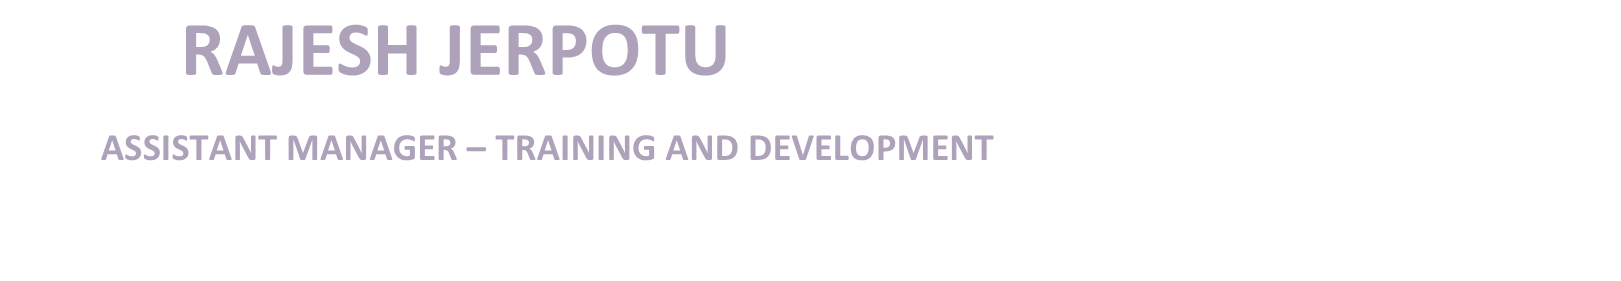 RAJESH JERPOTU
ASSISTANT MANAGER – TRAINING AND DEVELOPMENT